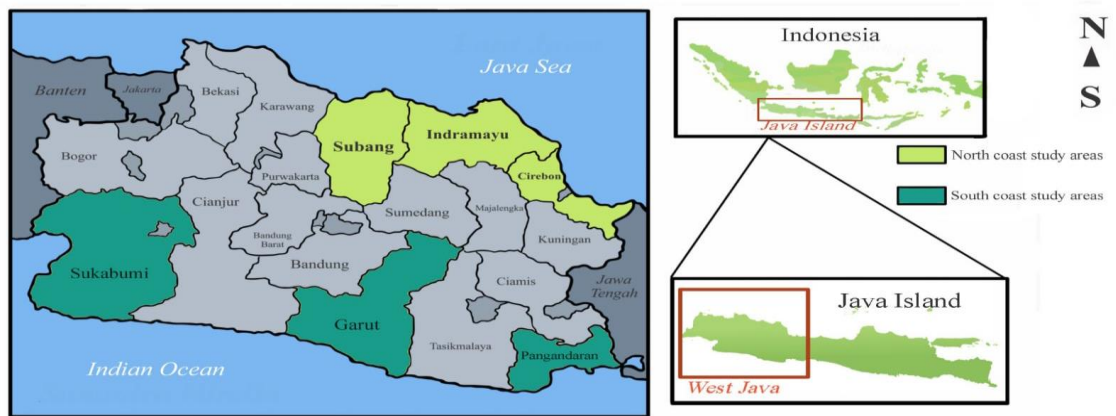 Java Sea
Banten
Jakarta
Bekasi
Karawang
Subang
Indramayu
Cirebon
Bogor
Purwakarta
Cianjur
Sumedang
Majalengka
Bandung
Barat
Kuningan
Sukabumi
Bandung
Ciamis
Jawa
Tengah
Garut
Tasikmalaya
Pangandaran
Indian Ocean
Indonesia
Java Island
N
S
North coast study areas
South coast study areas
Java Island
West Java